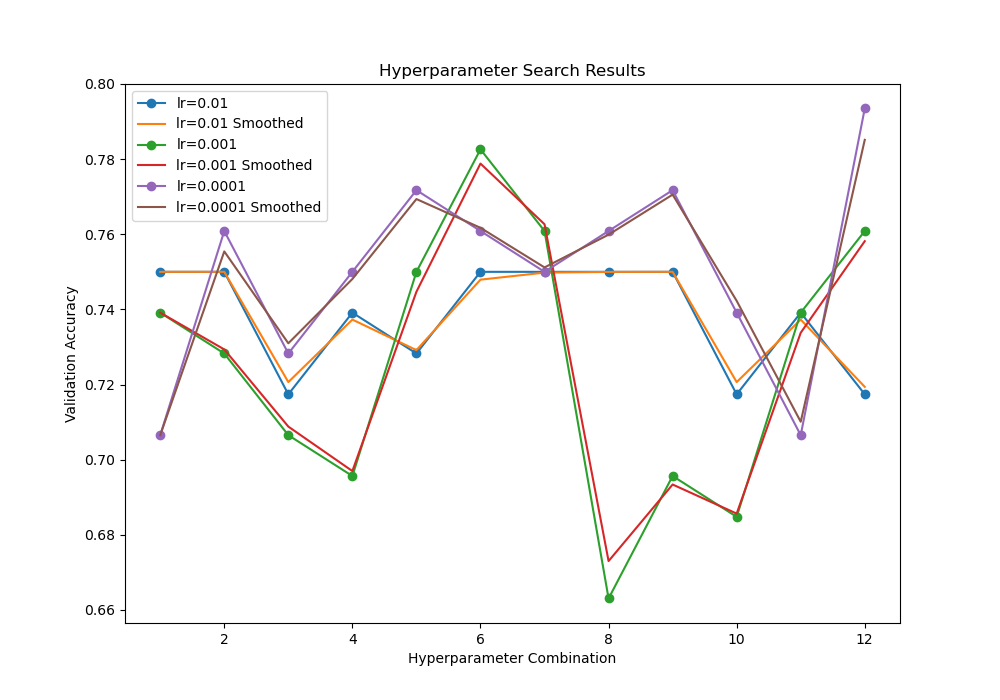 Hyperparameter Search Results
lr=0.01
lr=0.01 Smoothed
lr=0.001
lr=0.001 Smoothed
lr=0.0001
lr=0.0001 Smoothed
Validation Accuracy
0.80
0.78
0.76
0.74
0.72
0.70
0.68
0.66
2 4 6 8 10 12
Hyperparameter Combination